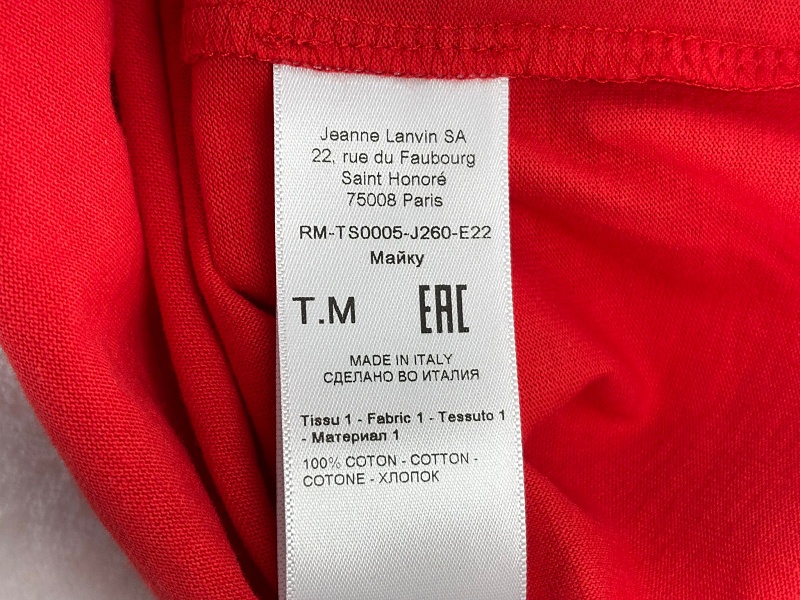 Jeanne Lanvin SA
22, rue du Faubourg
Saint Honoré
75008 Paris
RM-TS0005-J260-E22
Майку
T.M EAC
MADE IN ITALY
СДЕЛАНО ВО ИТАЛИЯ
Tissu 1 - Fabric 1 - Tessuto 1
- Материал 1
100% COTON - COTTON -
COTONE - ХЛОПОК